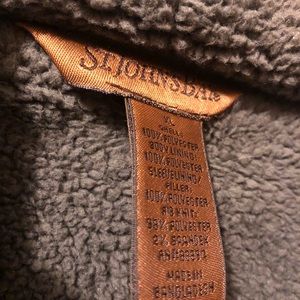 ST. JOHN'S BAY
XL
SHELL:
100% POLYESTER
BODY LINING:
100% POLYESTER
SLEEVE LINING/
FILLER:
100% POLYESTER
RIB KNIT:
98% POLYESTER
2% SPANDEX
MADE IN
BANGLADESH